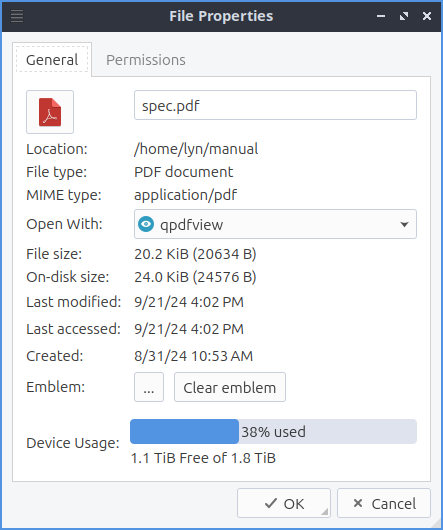 File Properties
General Permissions
spec.pdf
Location: /home/lyn/manual
File type: PDF document
MIME type: application/pdf
Open With: qpdfview
File size: 20.2 KiB (20634 B)
On-disk size: 24.0 KiB (24576 B)
Last modified: 9/21/24 4:02 PM
Last accessed: 9/21/24 4:02 PM
Created: 8/31/24 10:53 AM
Emblem: ... Clear emblem
Device Usage: 38% used
1.1 TiB Free of 1.8 TiB
OK Cancel